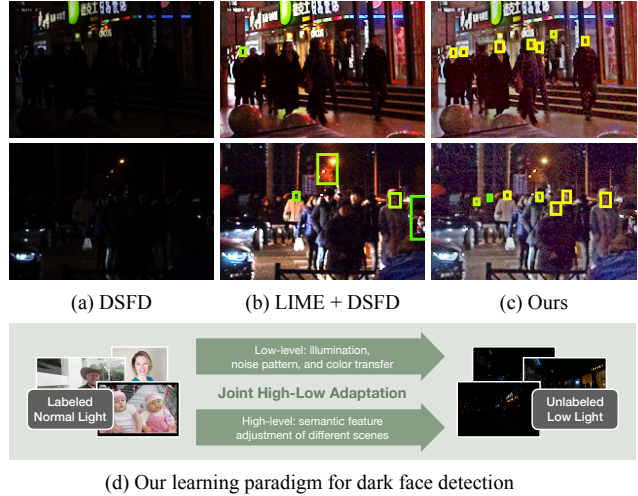 (a) DSFD
(b) LIME + DSFD
(c) Ours
Labeled
Normal Light
Low-level: illumination,
noise pattern, and color transfer
Joint High-Low Adaptation
High-level: semantic feature
adjustment of different scenes
Unlabeled
Low Light
(d) Our learning paradigm for dark face detection